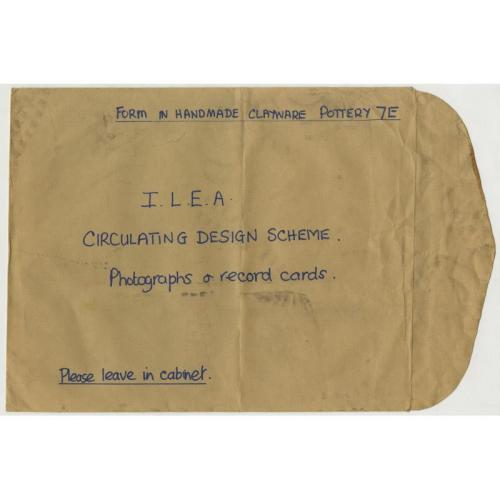 FORM IN HANDMADE CLAYWARE POTTERY 7E
I. L. E. A.
CIRCULATING DESIGN SCHEME.
Photographs & record cards.
Please leave in cabinet.